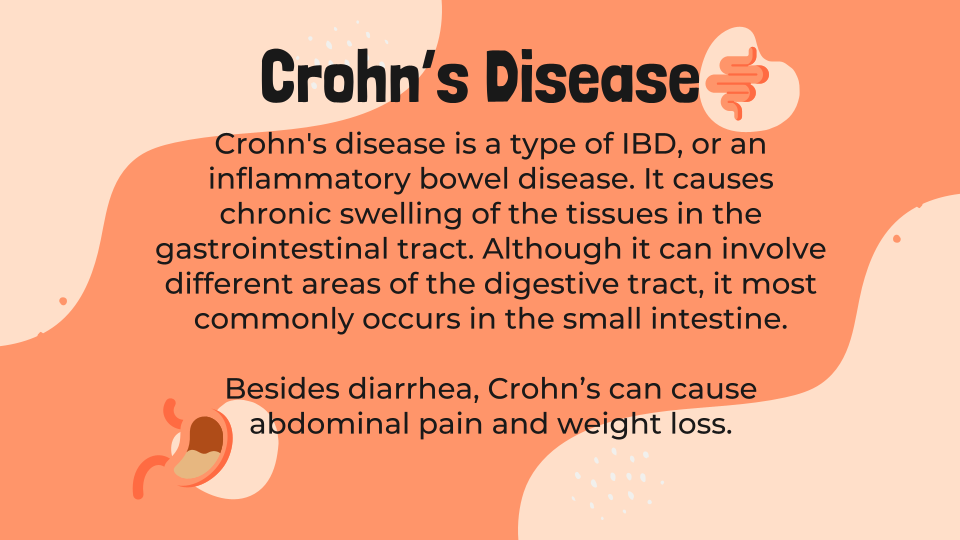 Crohn’s Disease
Crohn's disease is a type of IBD, or an
inflammatory bowel disease. It causes
chronic swelling of the tissues in the
gastrointestinal tract. Although it can involve
different areas of the digestive tract, it most
commonly occurs in the small intestine.
Besides diarrhea, Crohn’s can cause
abdominal pain and weight loss.